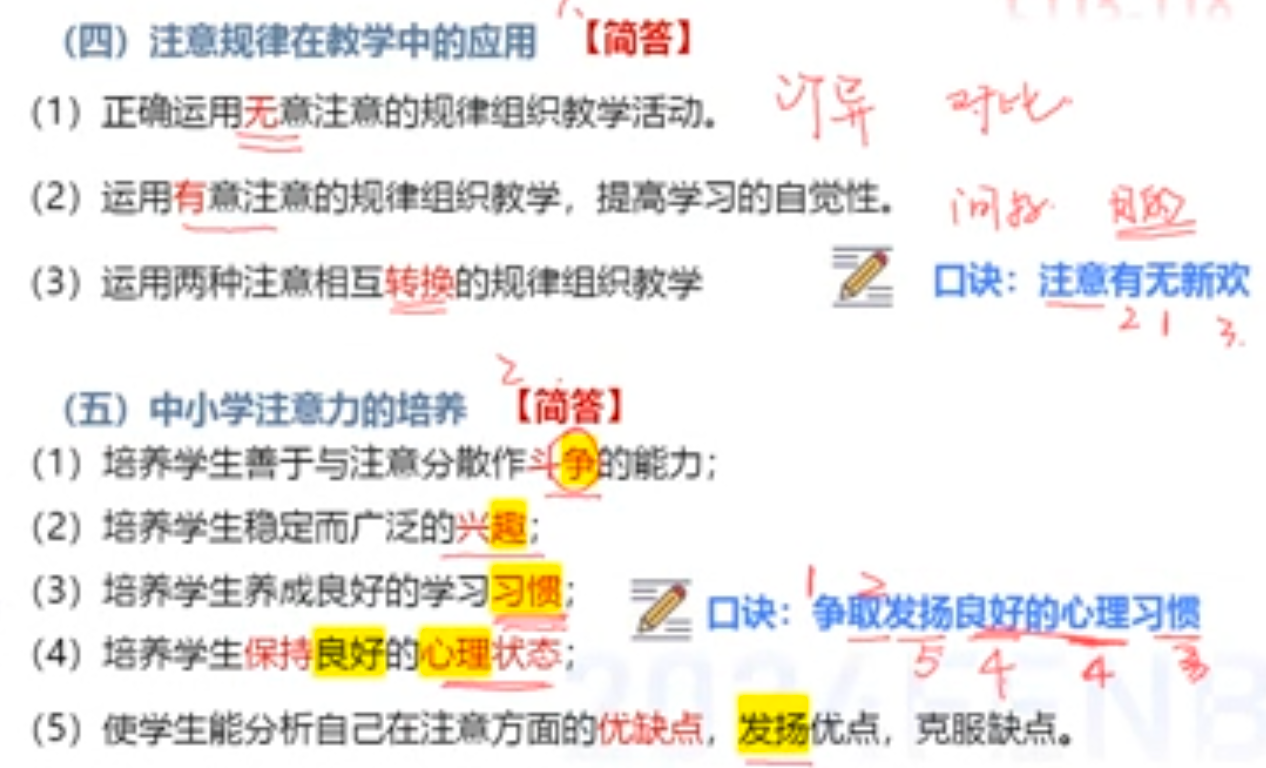 (四)注意规律在教学中的应用 【简答】
(1)正确运用无意注意的规律组织教学活动。 对比
(2)运用有意注意的规律组织教学，提高学习的自觉性。 间接 目的
(3)运用两种注意相互转换的规律组织教学 口诀：注意有无新欢
2 1 3.
2
(五)中小学注意力的培养 【简答】
(1)培养学生善于与注意分散作斗争的能力；
(2)培养学生稳定而广泛的兴趣；
(3)培养学生养成良好的学习习惯；
1 2
口诀：争取发扬良好的心理习惯
5 4 4 3
(4)培养学生保持良好的心理状态；
(5)使学生能分析自己在注意方面的优缺点，发扬优点，克服缺点。